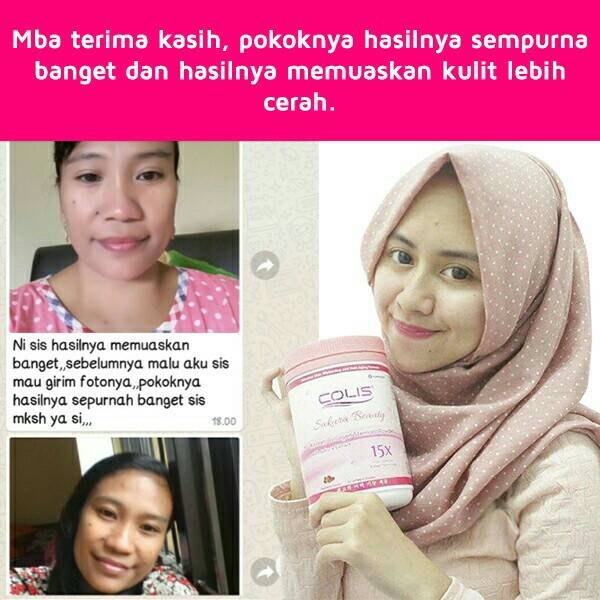 Mba terima kasih, pokoknya hasilnya sempurna
banget dan hasilnya memuaskan kulit lebih
cerah.
Ni sis hasilnya memuaskan
banget,,sebelumnya malu aku sis
mau girim fotonya,,pokoknya
hasilnya sepurnah banget sis
mksh ya si,,,
18.00
COLIS
Sakura Beauty
15X